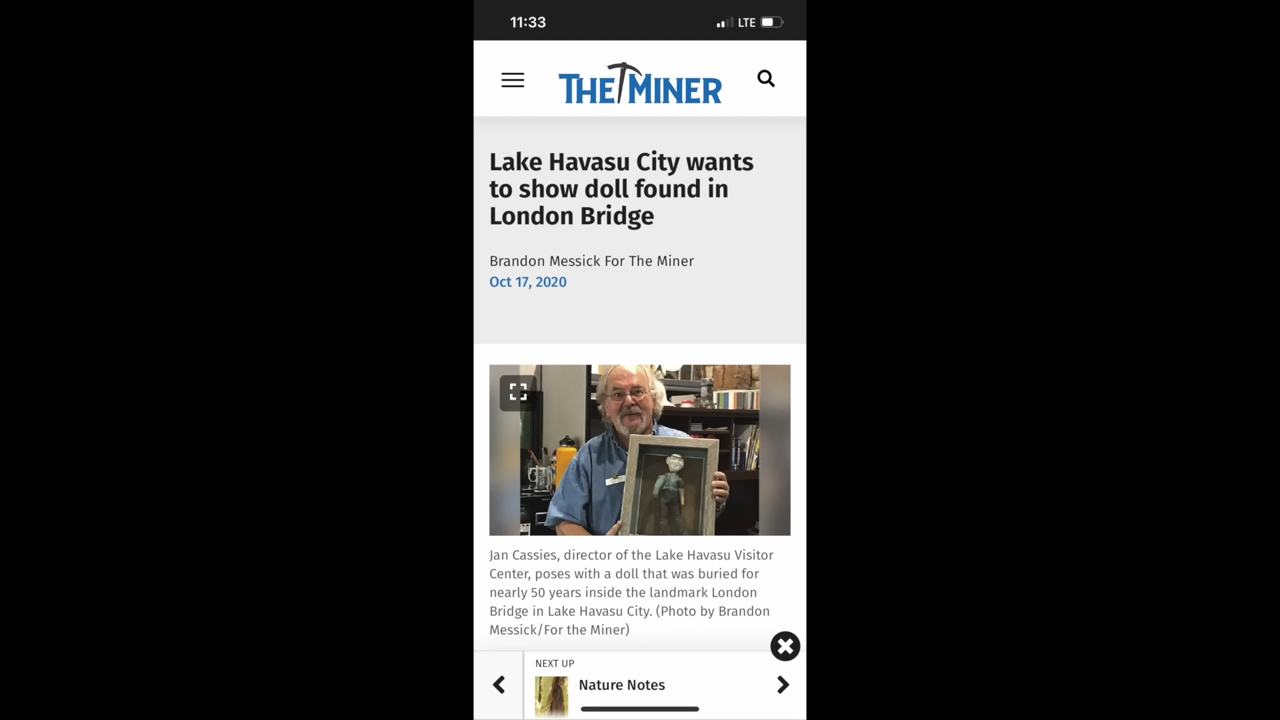 11:33
LTE
THE MINER
Lake Havasu City wants
to show doll found in
London Bridge
Brandon Messick For The Miner
Oct 17, 2020
Jan Cassies, director of the Lake Havasu Visitor
Center, poses with a doll that was buried for
nearly 50 years inside the landmark London
Bridge in Lake Havasu City. (Photo by Brandon
Messick/For the Miner)
NEXT UP
Nature Notes